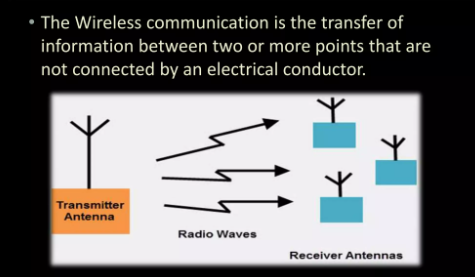 • The Wireless communication is the transfer of
information between two or more points that are
not connected by an electrical conductor.
Transmitter
Antenna
Radio Waves
Receiver Antennas